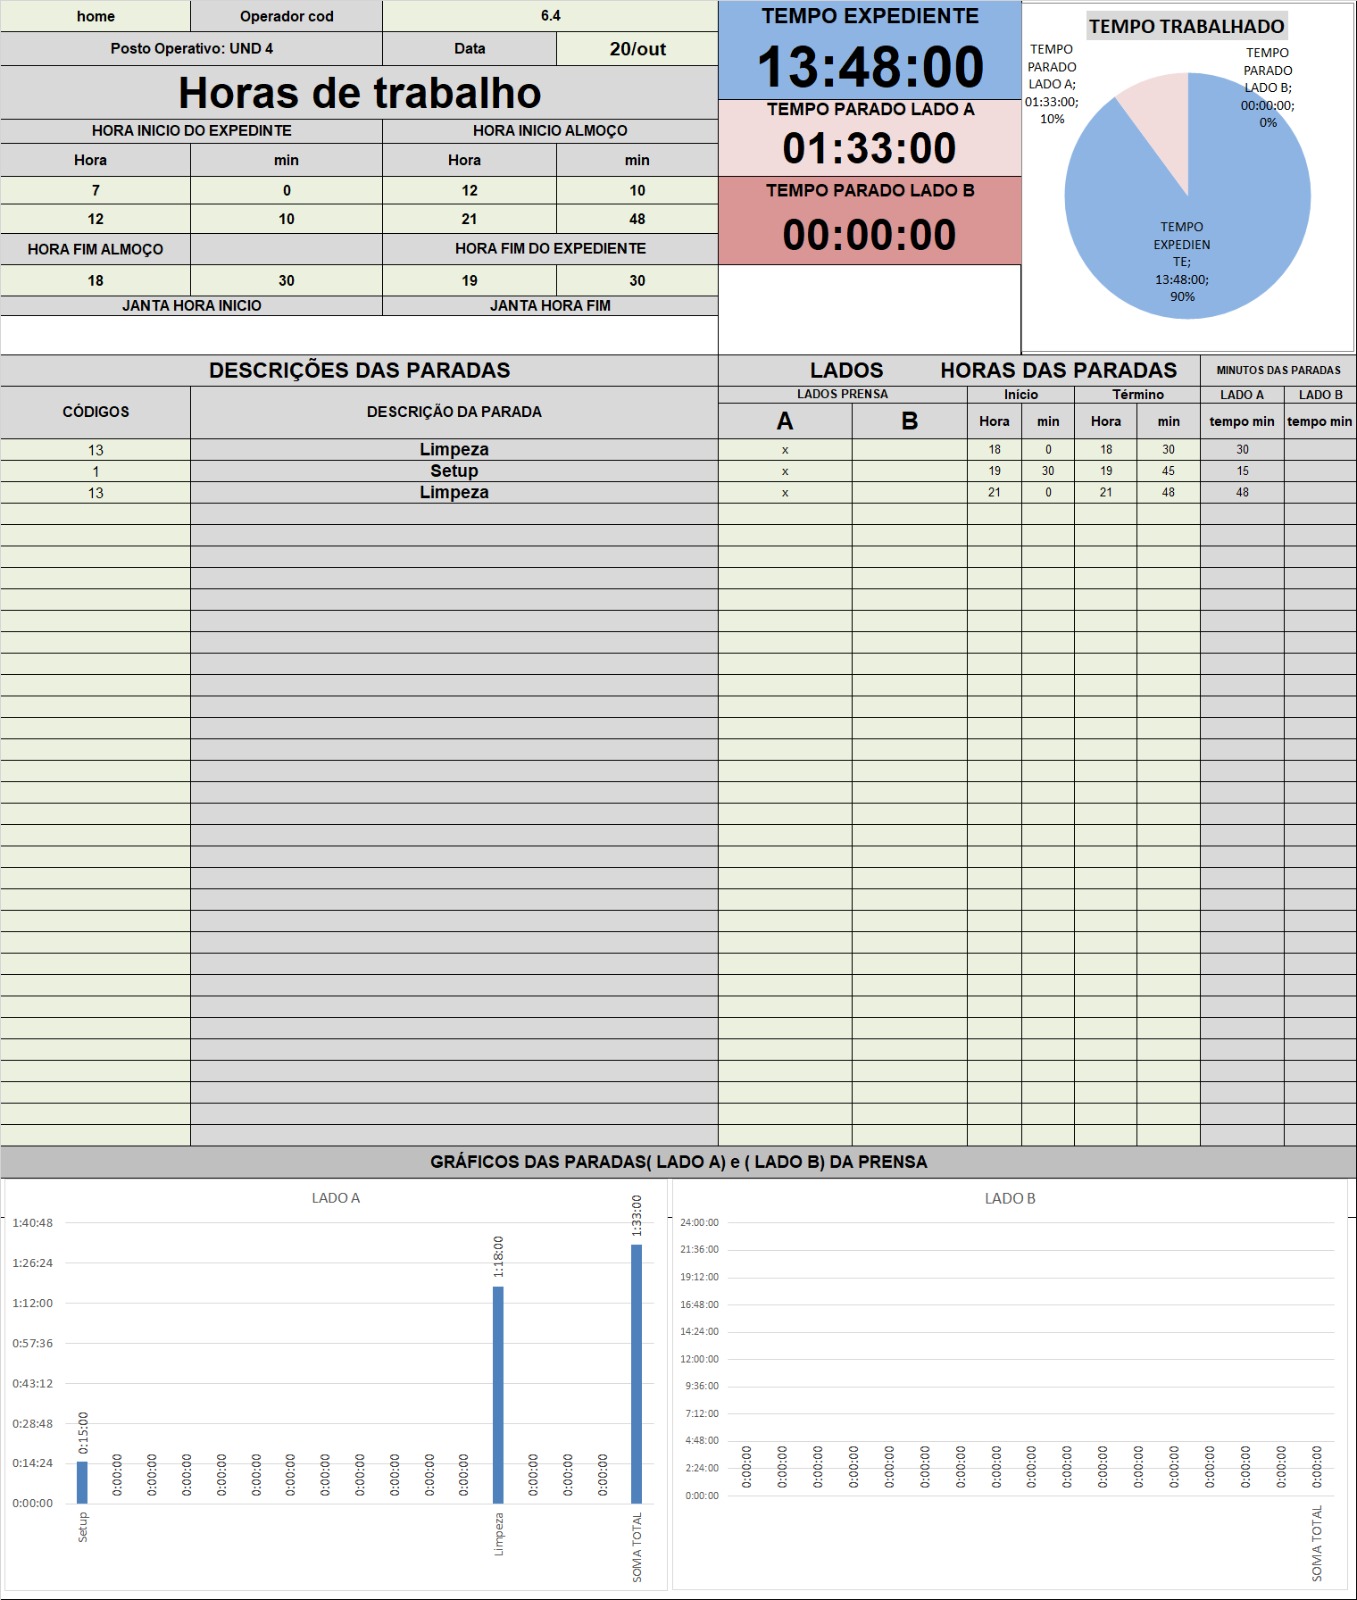 home Operador cod 6.4
Posto Operativo: UND 4 Data 20/out
Horas de trabalho
HORA INICIO DO EXPEDINTE HORA INICIO ALMOÇO
Hora min Hora min
7 0 12 10
12 10 21 48
HORA FIM ALMOÇO HORA FIM DO EXPEDIENTE
18 30 19 30
JANTA HORA INICIO JANTA HORA FIM
TEMPO EXPEDIENTE
13:48:00
TEMPO PARADO LADO A
01:33:00
TEMPO PARADO LADO B
00:00:00
TEMPO TRABALHADO
TEMPO
PARADO
LADO A;
01:33:00;
10%
TEMPO
PARADO
LADO B;
00:00:00;
0%
TEMPO
EXPEDIEN
TE;
13:48:00;
90%
DESCRIÇÕES DAS PARADAS LADOS HORAS DAS PARADAS MINUTOS DAS PARADAS
CÓDIGOS DESCRIÇÃO DA PARADA LADOS PRENSA Início Término LADO A LADO B
A B Hora min Hora min tempo min tempo min
13 Limpeza x 18 0 18 30 30
1 Setup x 19 30 19 45 15
13 Limpeza x 21 0 21 48 48
GRÁFICOS DAS PARADAS( LADO A) e ( LADO B) DA PRENSA
LADO A
1:40:48
1:26:24
1:12:00
0:57:36
0:43:12
0:28:48
0:14:24
0:00:00
0:15:00 0:00:00 0:00:00 0:00:00 0:00:00 0:00:00 0:00:00 0:00:00 0:00:00 0:00:00 0:00:00 0:00:00 1:18:00 0:00:00 0:00:00 0:00:00 1:33:00
Setup Limpeza SOMA TOTAL
LADO B
24:00:00
21:36:00
19:12:00
16:48:00
14:24:00
12:00:00
9:36:00
7:12:00
4:48:00
2:24:00
0:00:00
0:00:00 0:00:00 0:00:00 0:00:00 0:00:00 0:00:00 0:00:00 0:00:00 0:00:00 0:00:00 0:00:00 0:00:00 0:00:00 0:00:00 0:00:00 0:00:00 0:00:00
SOMA TOTAL